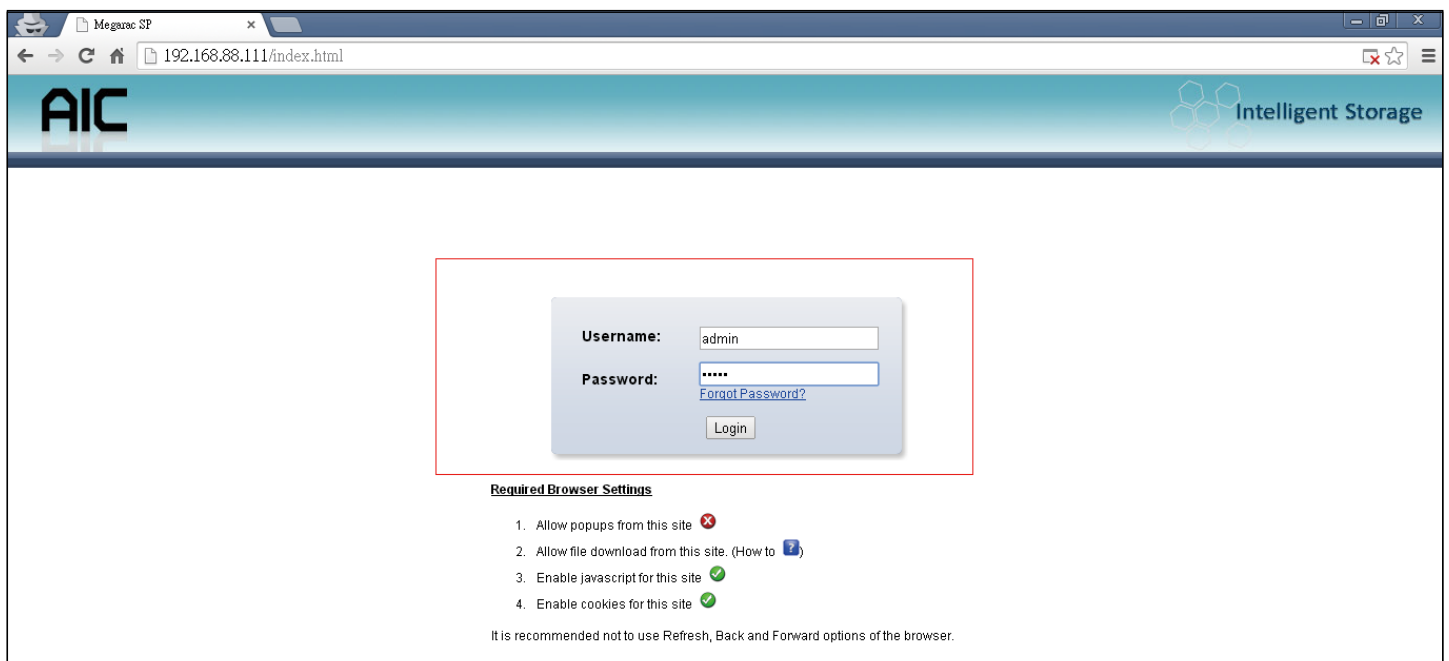 Megarac SP
192.168.88.111/index.html
AIC
Intelligent Storage
Username: admin
Password: •••••
Forgot Password?
Login
Required Browser Settings
1. Allow popups from this site
2. Allow file download from this site. (How to ?)
3. Enable javascript for this site
4. Enable cookies for this site
It is recommended not to use Refresh, Back and Forward options of the browser.